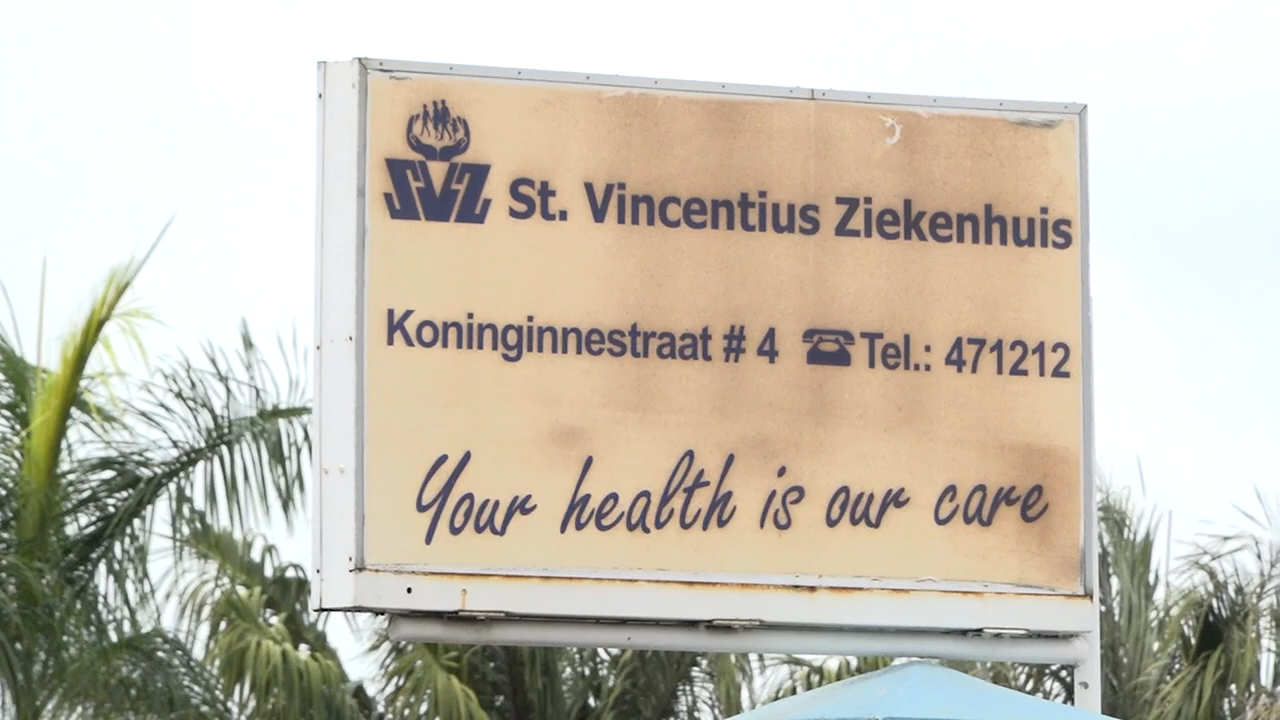 SVZ St. Vincentius Ziekenhuis
Koninginnestraat # 4 ☎ Tel.: 471212
Your health is our care